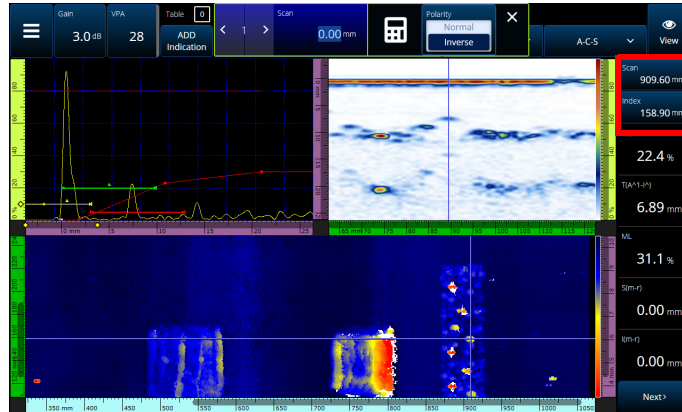 Gain
3.0 dB
VPA
28
Table 0
ADD
Indication
1
Scan
0.00 mm
Polarity
Normal
Inverse
A-C-S
View
Scan
909.60 mm
Index
158.90 mm
22.4 %
T(A^1-I^)
6.89 mm
ML
31.1 %
S(m-r)
0.00 mm
I(m-r)
0.00 mm
Next>
0 mm 5 10 15 20 25
65 mm 70 75 80 85 90 95 100 105 110 115 120
350 mm 400 450 500 550 600 650 700 750 800 850 900 950 1000 1050